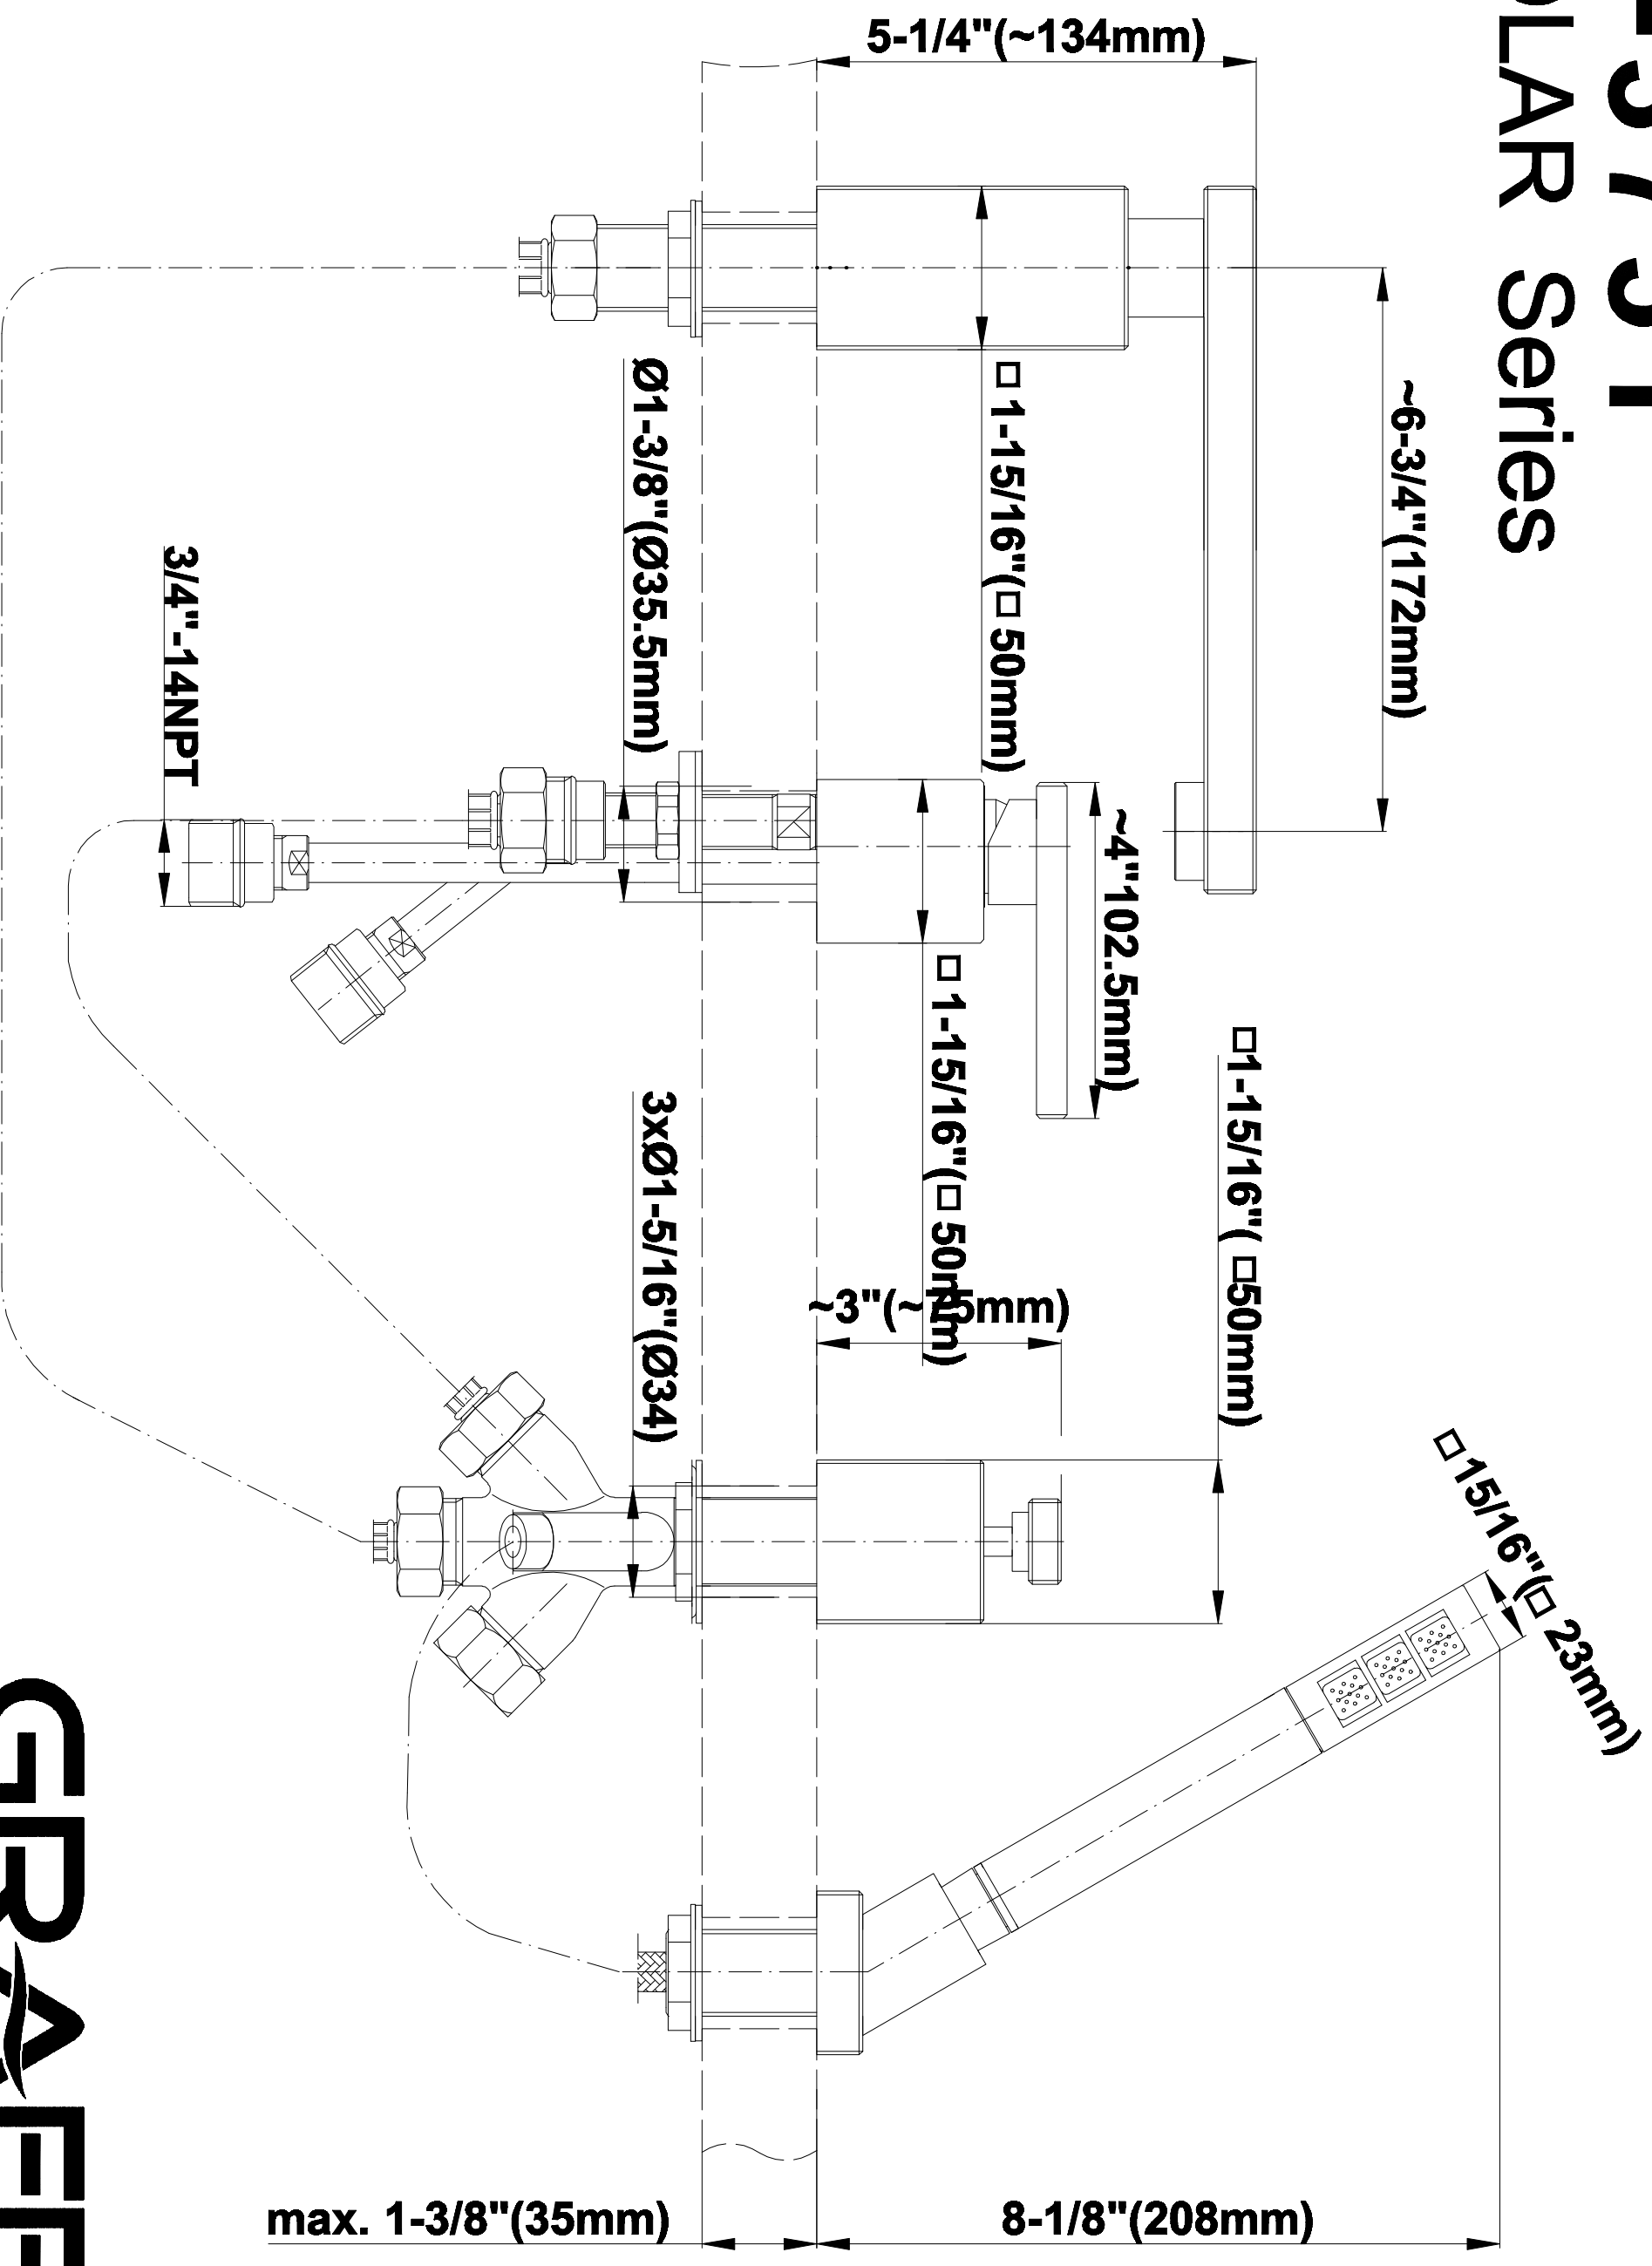 Series
5-1/4"(~134mm)
~6-3/4"(172mm)
□ 1-15/16"(□ 50mm)
Ø1-3/8"(Ø35.5mm)
3/4"-14NPT
~4"102.5mm)
□ 1-15/16"(□ 50mm)
□1-15/16"( □50mm)
~3"(~75mm)
3xØ1-5/16"(Ø34)
□ 15/16"(□ 23mm)
max. 1-3/8"(35mm)
8-1/8"(208mm)